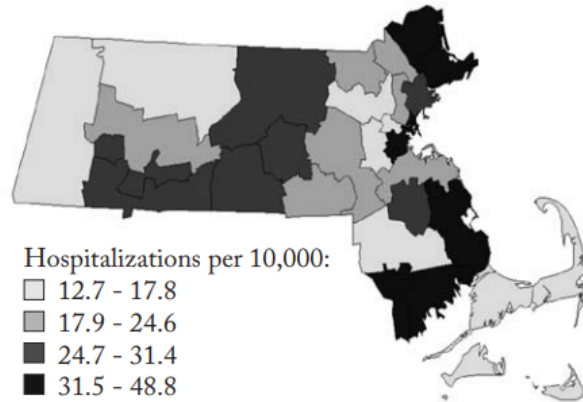 Hospitalizations per 10,000:
12.7 - 17.8
17.9 - 24.6
24.7 - 31.4
31.5 - 48.8